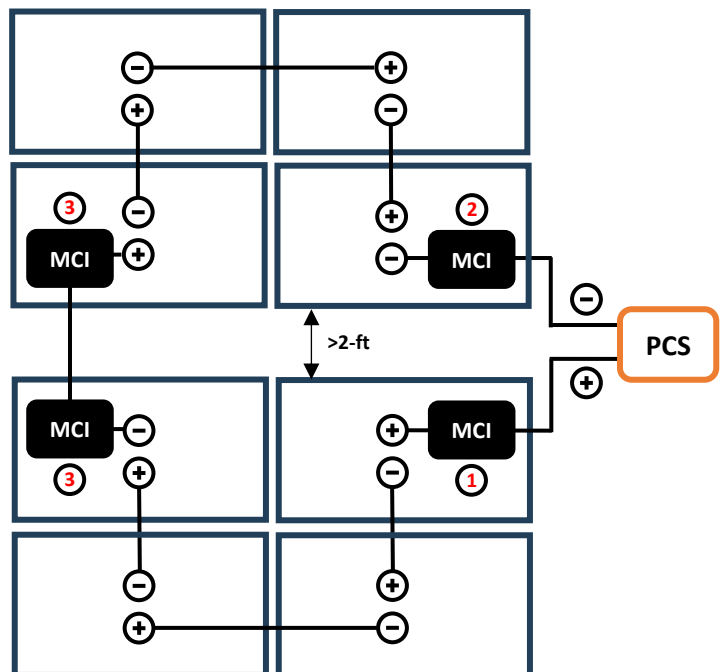 − +
+ −
3 − + 2
MCI + − MCI
−
>2-ft PCS
+
MCI − + MCI
3 + − 1
− +
+ −